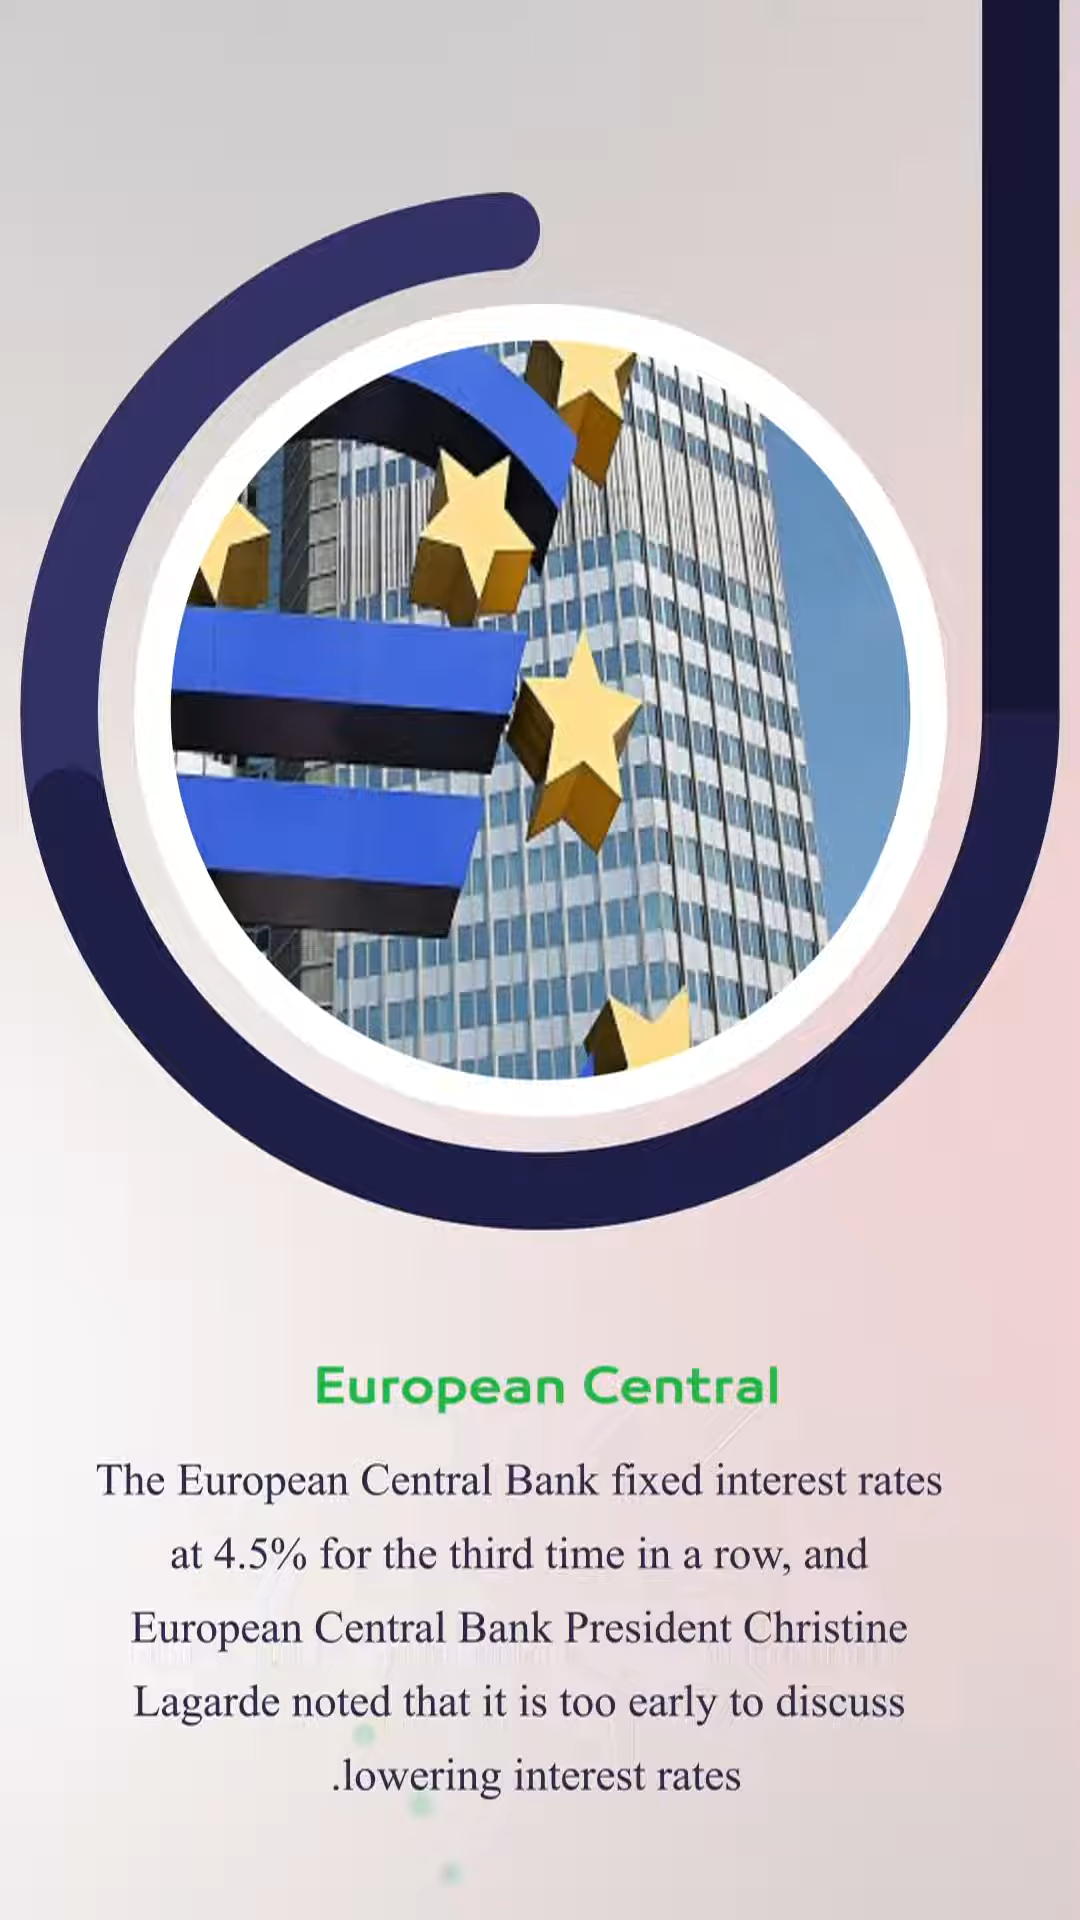 European Central
The European Central Bank fixed interest rates
at 4.5% for the third time in a row, and
European Central Bank President Christine
Lagarde noted that it is too early to discuss
.lowering interest rates